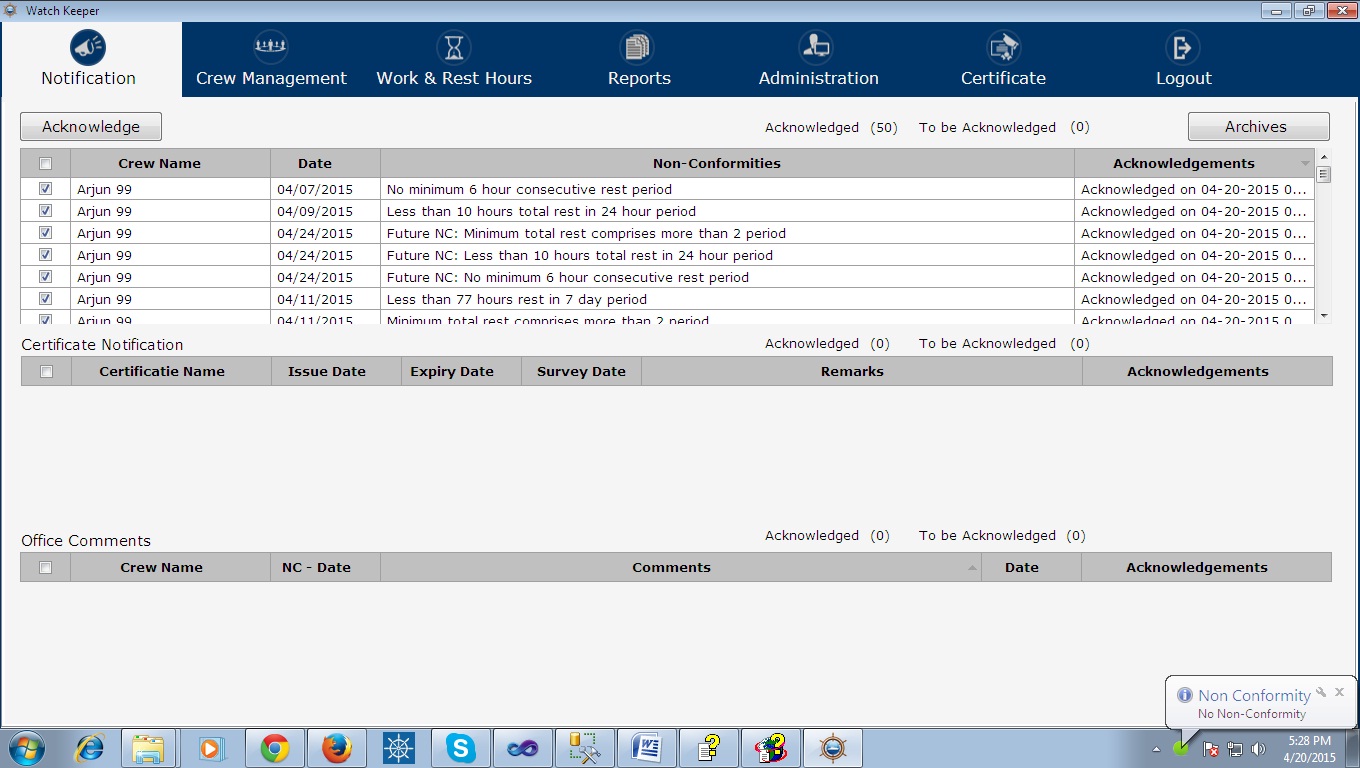 Watch Keeper
Notification Crew Management Work & Rest Hours Reports Administration Certificate Logout
Acknowledge Acknowledged (50) To be Acknowledged (0) Archives
Crew Name Date Non-Conformities Acknowledgements
Arjun 99 04/07/2015 No minimum 6 hour consecutive rest period Acknowledged on 04-20-2015 0...
Arjun 99 04/09/2015 Less than 10 hours total rest in 24 hour period Acknowledged on 04-20-2015 0...
Arjun 99 04/24/2015 Future NC: Minimum total rest comprises more than 2 period Acknowledged on 04-20-2015 0...
Arjun 99 04/24/2015 Future NC: Less than 10 hours total rest in 24 hour period Acknowledged on 04-20-2015 0...
Arjun 99 04/24/2015 Future NC: No minimum 6 hour consecutive rest period Acknowledged on 04-20-2015 0...
Arjun 99 04/11/2015 Less than 77 hours rest in 7 day period Acknowledged on 04-20-2015 0...
Arjun 99 04/11/2015 Minimum total rest comprises more than 2 period Acknowledged on 04-20-2015 0...
Certificate Notification Acknowledged (0) To be Acknowledged (0)
Certificatie Name Issue Date Expiry Date Survey Date Remarks Acknowledgements
Office Comments Acknowledged (0) To be Acknowledged (0)
Crew Name NC - Date Comments Date Acknowledgements
Non Conformity
No Non-Conformity
5:28 PM
4/20/2015